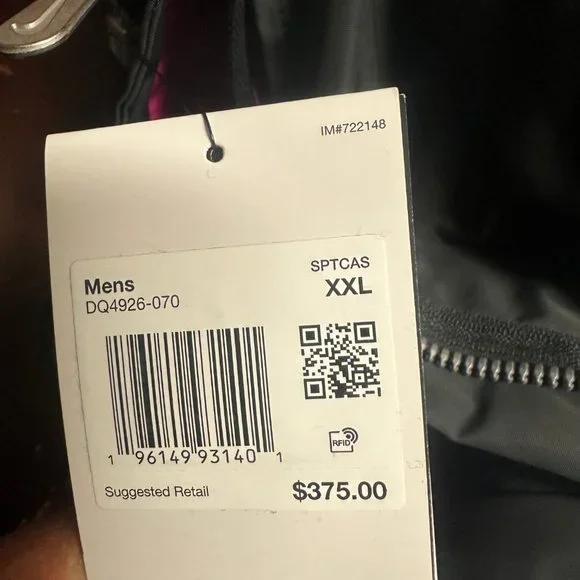 IM#722148
SPTCAS
Mens XXL
DQ4926-070
RFID
1 96149 93140 1
Suggested Retail $375.00